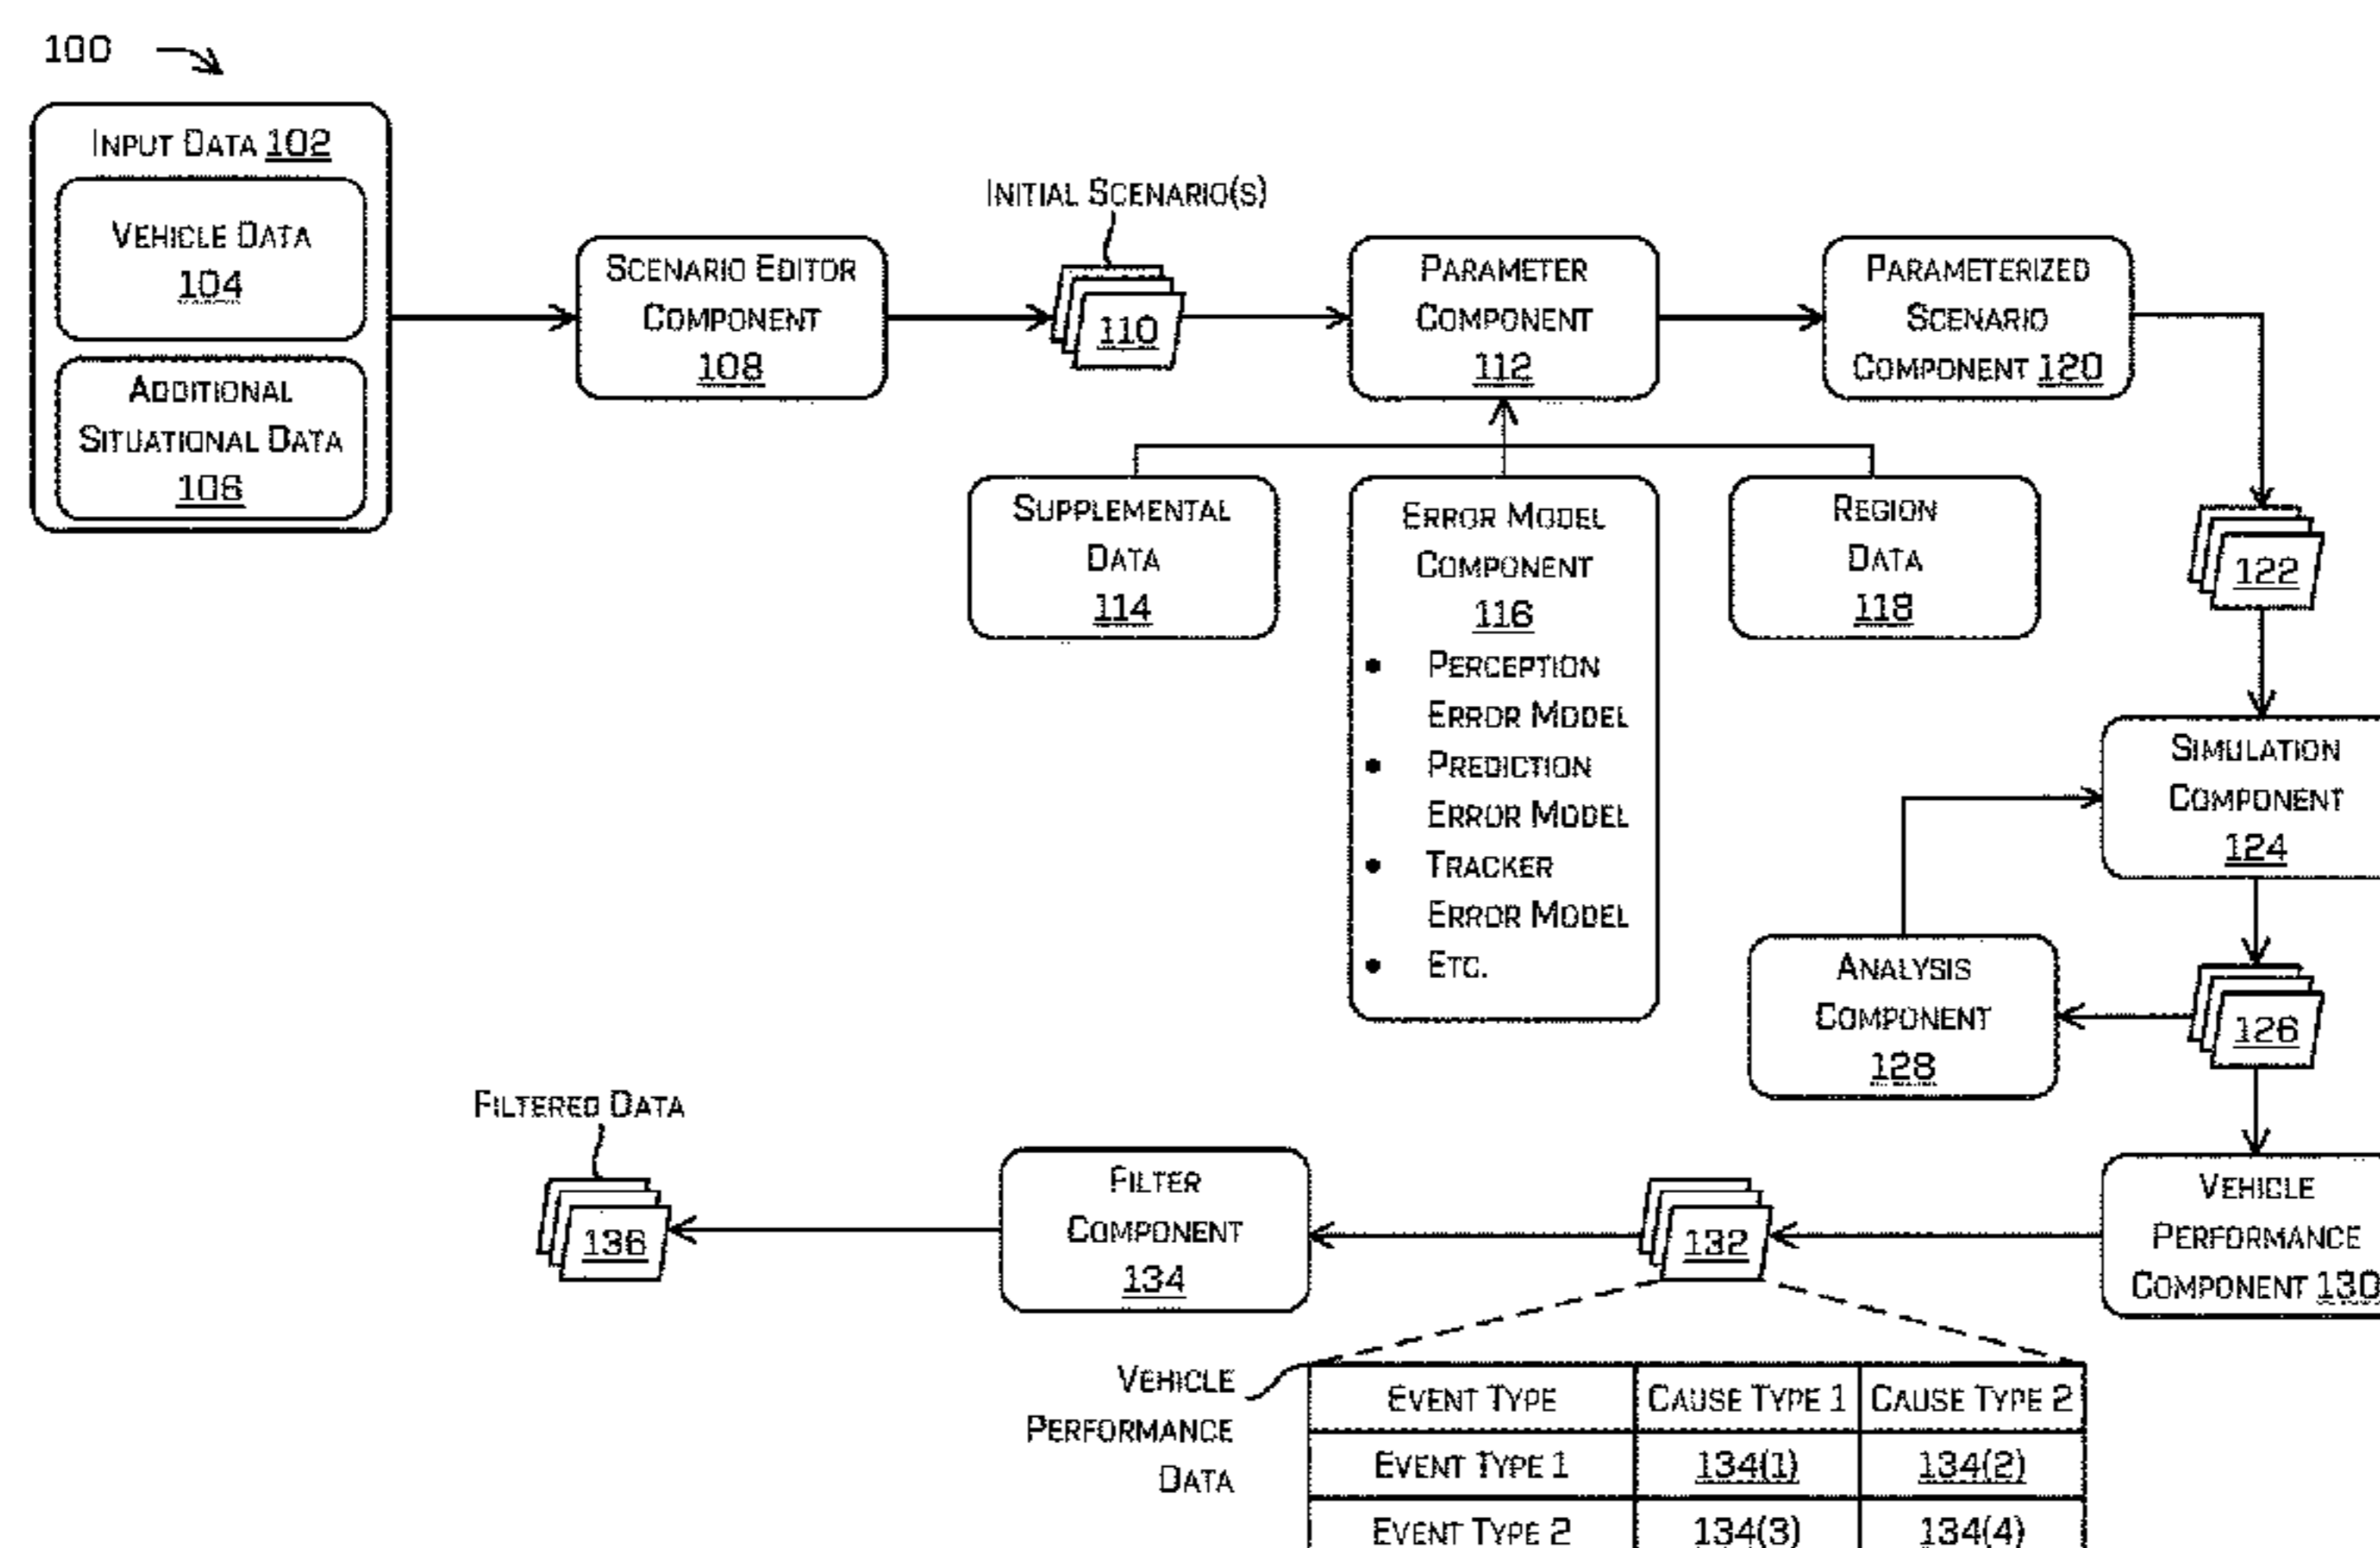 100
INPUT DATA 102
VEHICLE DATA
104
ADDITIONAL
SITUATIONAL DATA
106
SCENARIO EDITOR
COMPONENT
108
INITIAL SCENARIO(S)
110
PARAMETER
COMPONENT
112
PARAMETERIZED
SCENARIO
COMPONENT 120
SUPPLEMENTAL
DATA
114
ERROR MODEL
COMPONENT
116
• PERCEPTION
ERROR MODEL
• PREDICTION
ERROR MODEL
• TRACKER
ERROR MODEL
• ETC.
REGION
DATA
118
122
SIMULATION
COMPONENT
124
ANALYSIS
COMPONENT
128
126
VEHICLE
PERFORMANCE
COMPONENT 130
132
FILTER
COMPONENT
134
FILTERED DATA
136
VEHICLE
PERFORMANCE
DATA
EVENT TYPE CAUSE TYPE 1 CAUSE TYPE 2
EVENT TYPE 1 134(1) 134(2)
EVENT TYPE 2 134(3) 134(4)